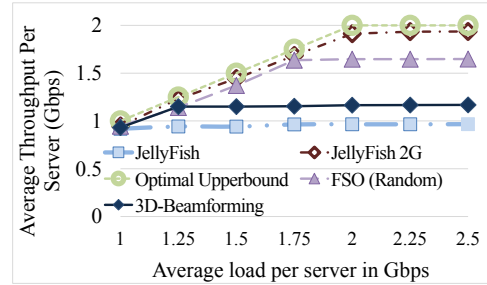 Average Throughput Per
Server (Gbps)
2
1.5
1
0.5
0
JellyFish
JellyFish 2G
Optimal Upperbound
FSO (Random)
3D-Beamforming
1 1.25 1.5 1.75 2 2.25 2.5
Average load per server in Gbps